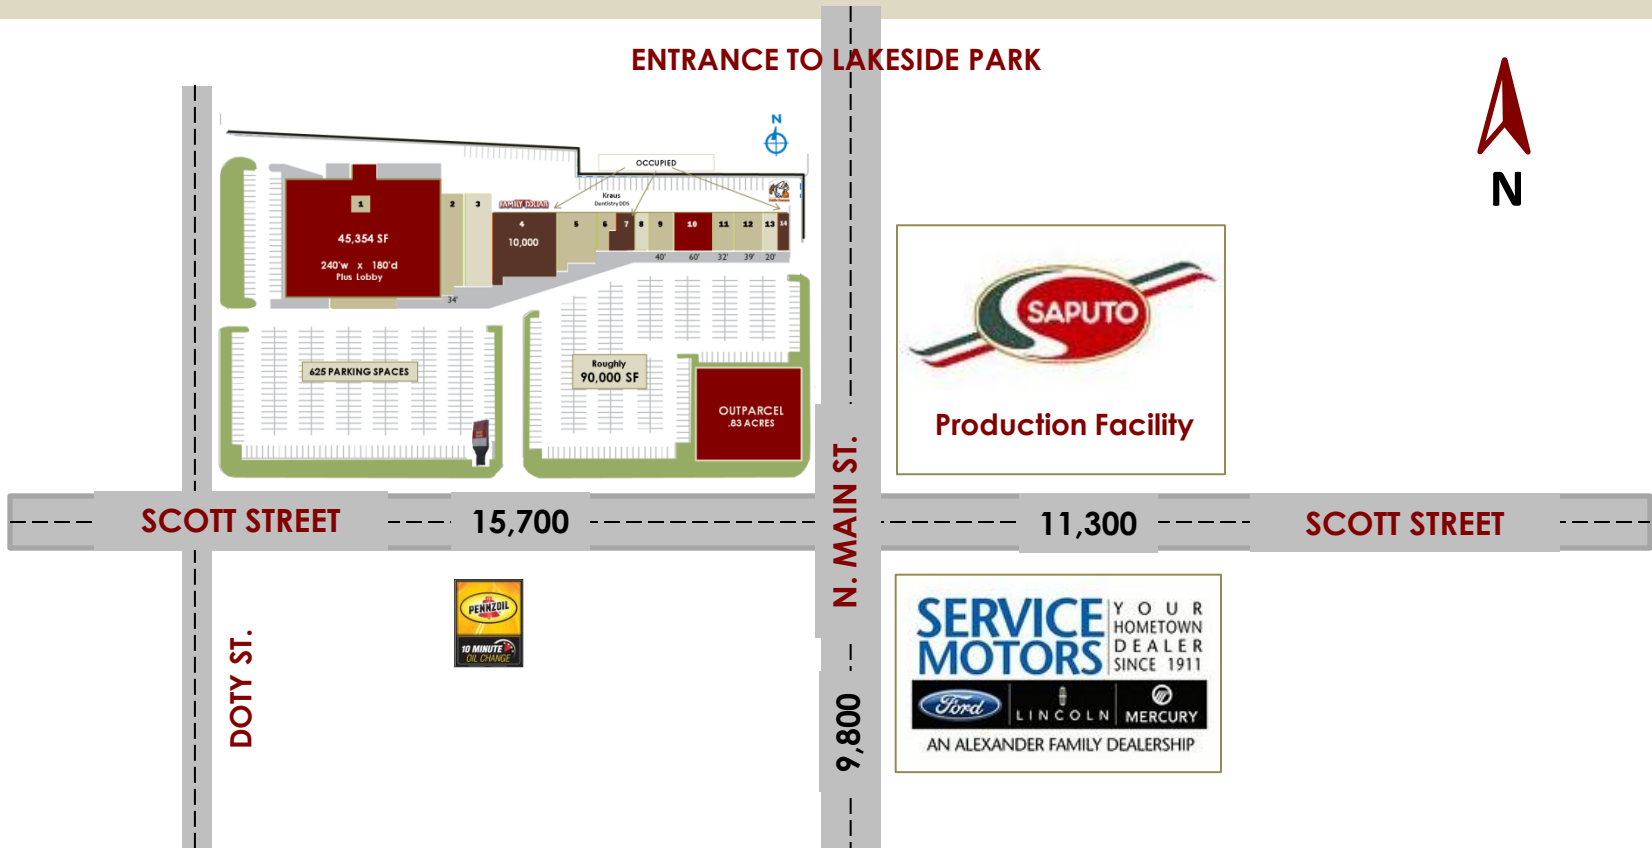 ENTRANCE TO LAKESIDE PARK
N
N
OCCUPIED
Kraus
Dentistry DDS
FAMILY DOLLAR
1
2
3
4
5
6
7
8
9
10
11
12
13
14
45,354 SF
10,000
240'w x 180'd
Plus Lobby
34'
40'
60'
32'
39'
20'
625 PARKING SPACES
Roughly
90,000 SF
OUTPARCEL
.83 ACRES
SAPUTO
Production Facility
SCOTT STREET
15,700
N. MAIN ST.
11,300
SCOTT STREET
DOTY ST.
PENNZOIL
10 MINUTE
OIL CHANGE
9,800
SERVICE
MOTORS
YOUR
HOMETOWN
DEALER
SINCE 1911
Ford
LINCOLN
MERCURY
AN ALEXANDER FAMILY DEALERSHIP